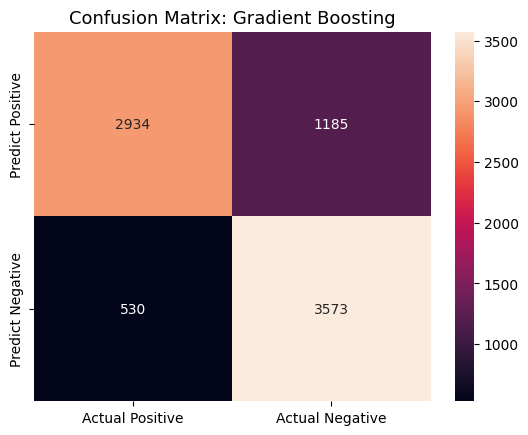 Confusion Matrix: Gradient Boosting
Predict Positive
2934
1185
Predict Negative
530
3573
Actual Positive
Actual Negative
3500
3000
2500
2000
1500
1000